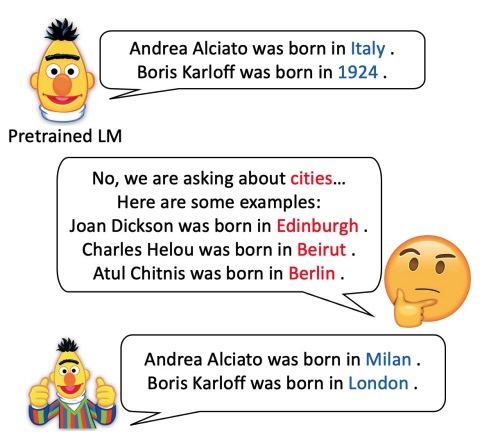 Andrea Alciato was born in Italy .
Boris Karloff was born in 1924 .
Pretrained LM
No, we are asking about cities...
Here are some examples:
Joan Dickson was born in Edinburgh .
Charles Helou was born in Beirut .
Atul Chitnis was born in Berlin .
Andrea Alciato was born in Milan .
Boris Karloff was born in London .